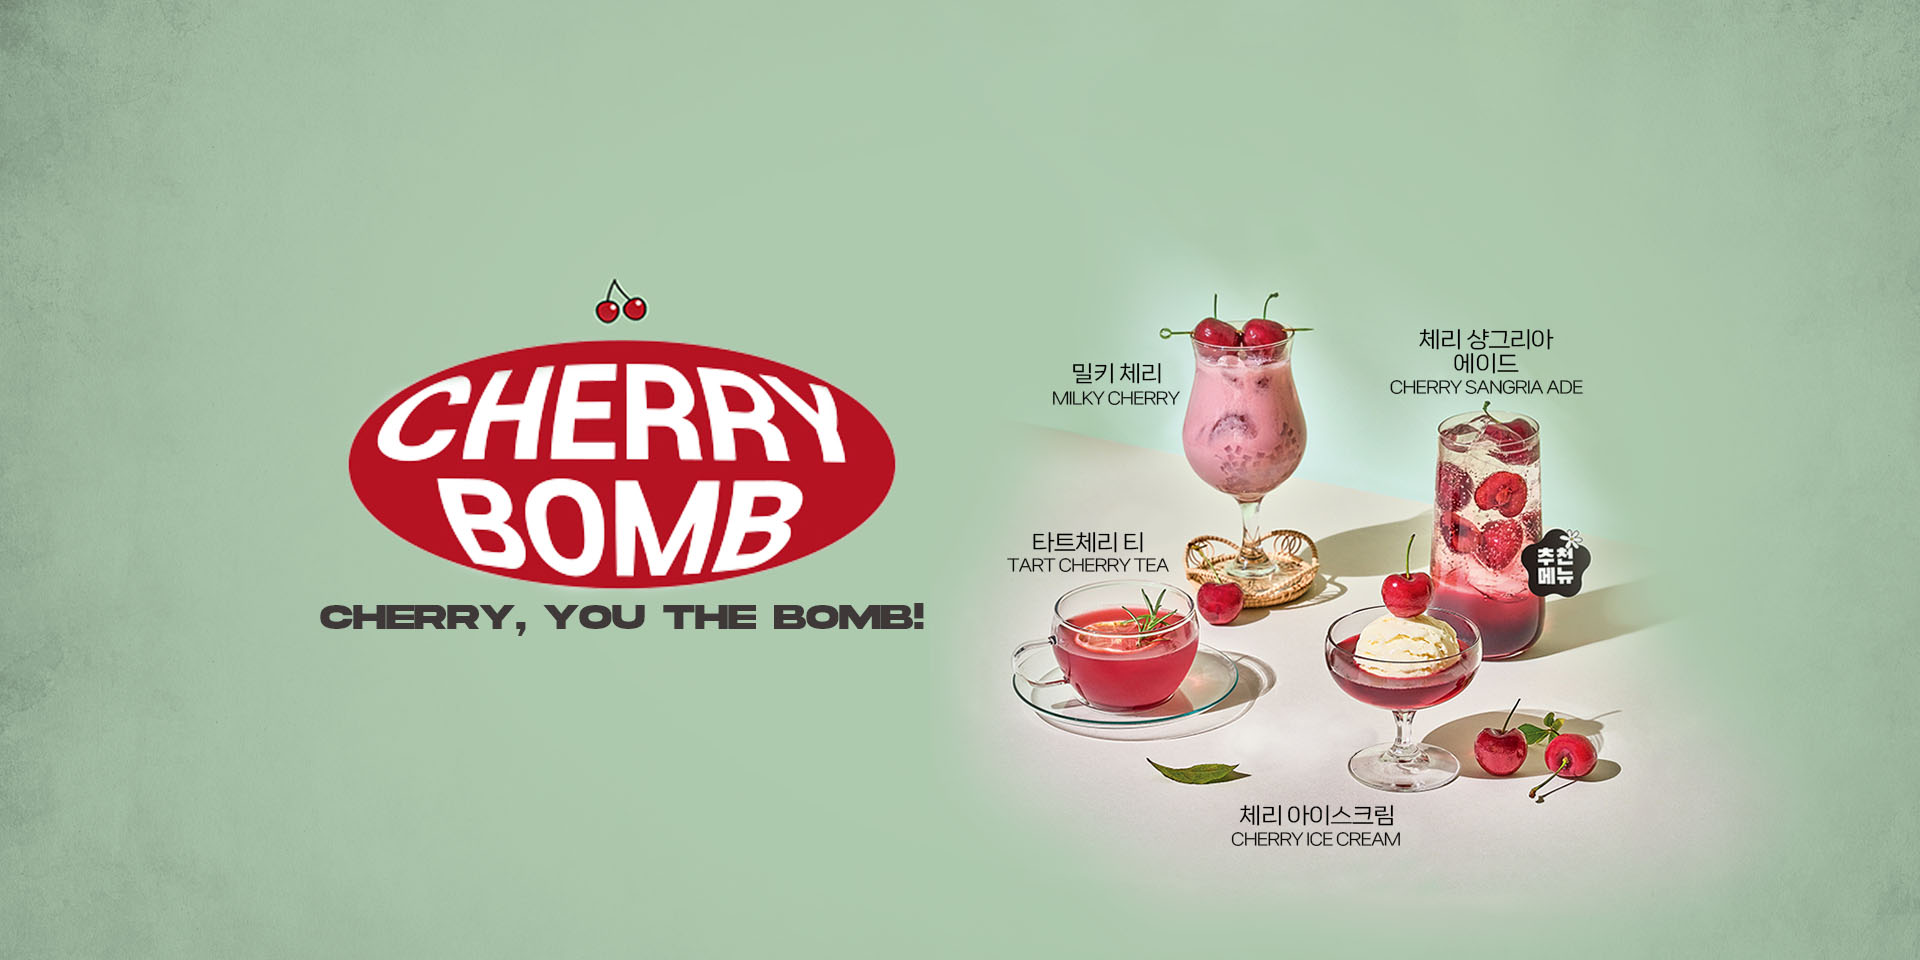 CHERRY
BOMB
CHERRY, YOU THE BOMB!
밀키 체리
MILKY CHERRY
체리 샹그리아
에이드
CHERRY SANGRIA ADE
추천
메뉴
타트체리 티
TART CHERRY TEA
체리 아이스크림
CHERRY ICE CREAM